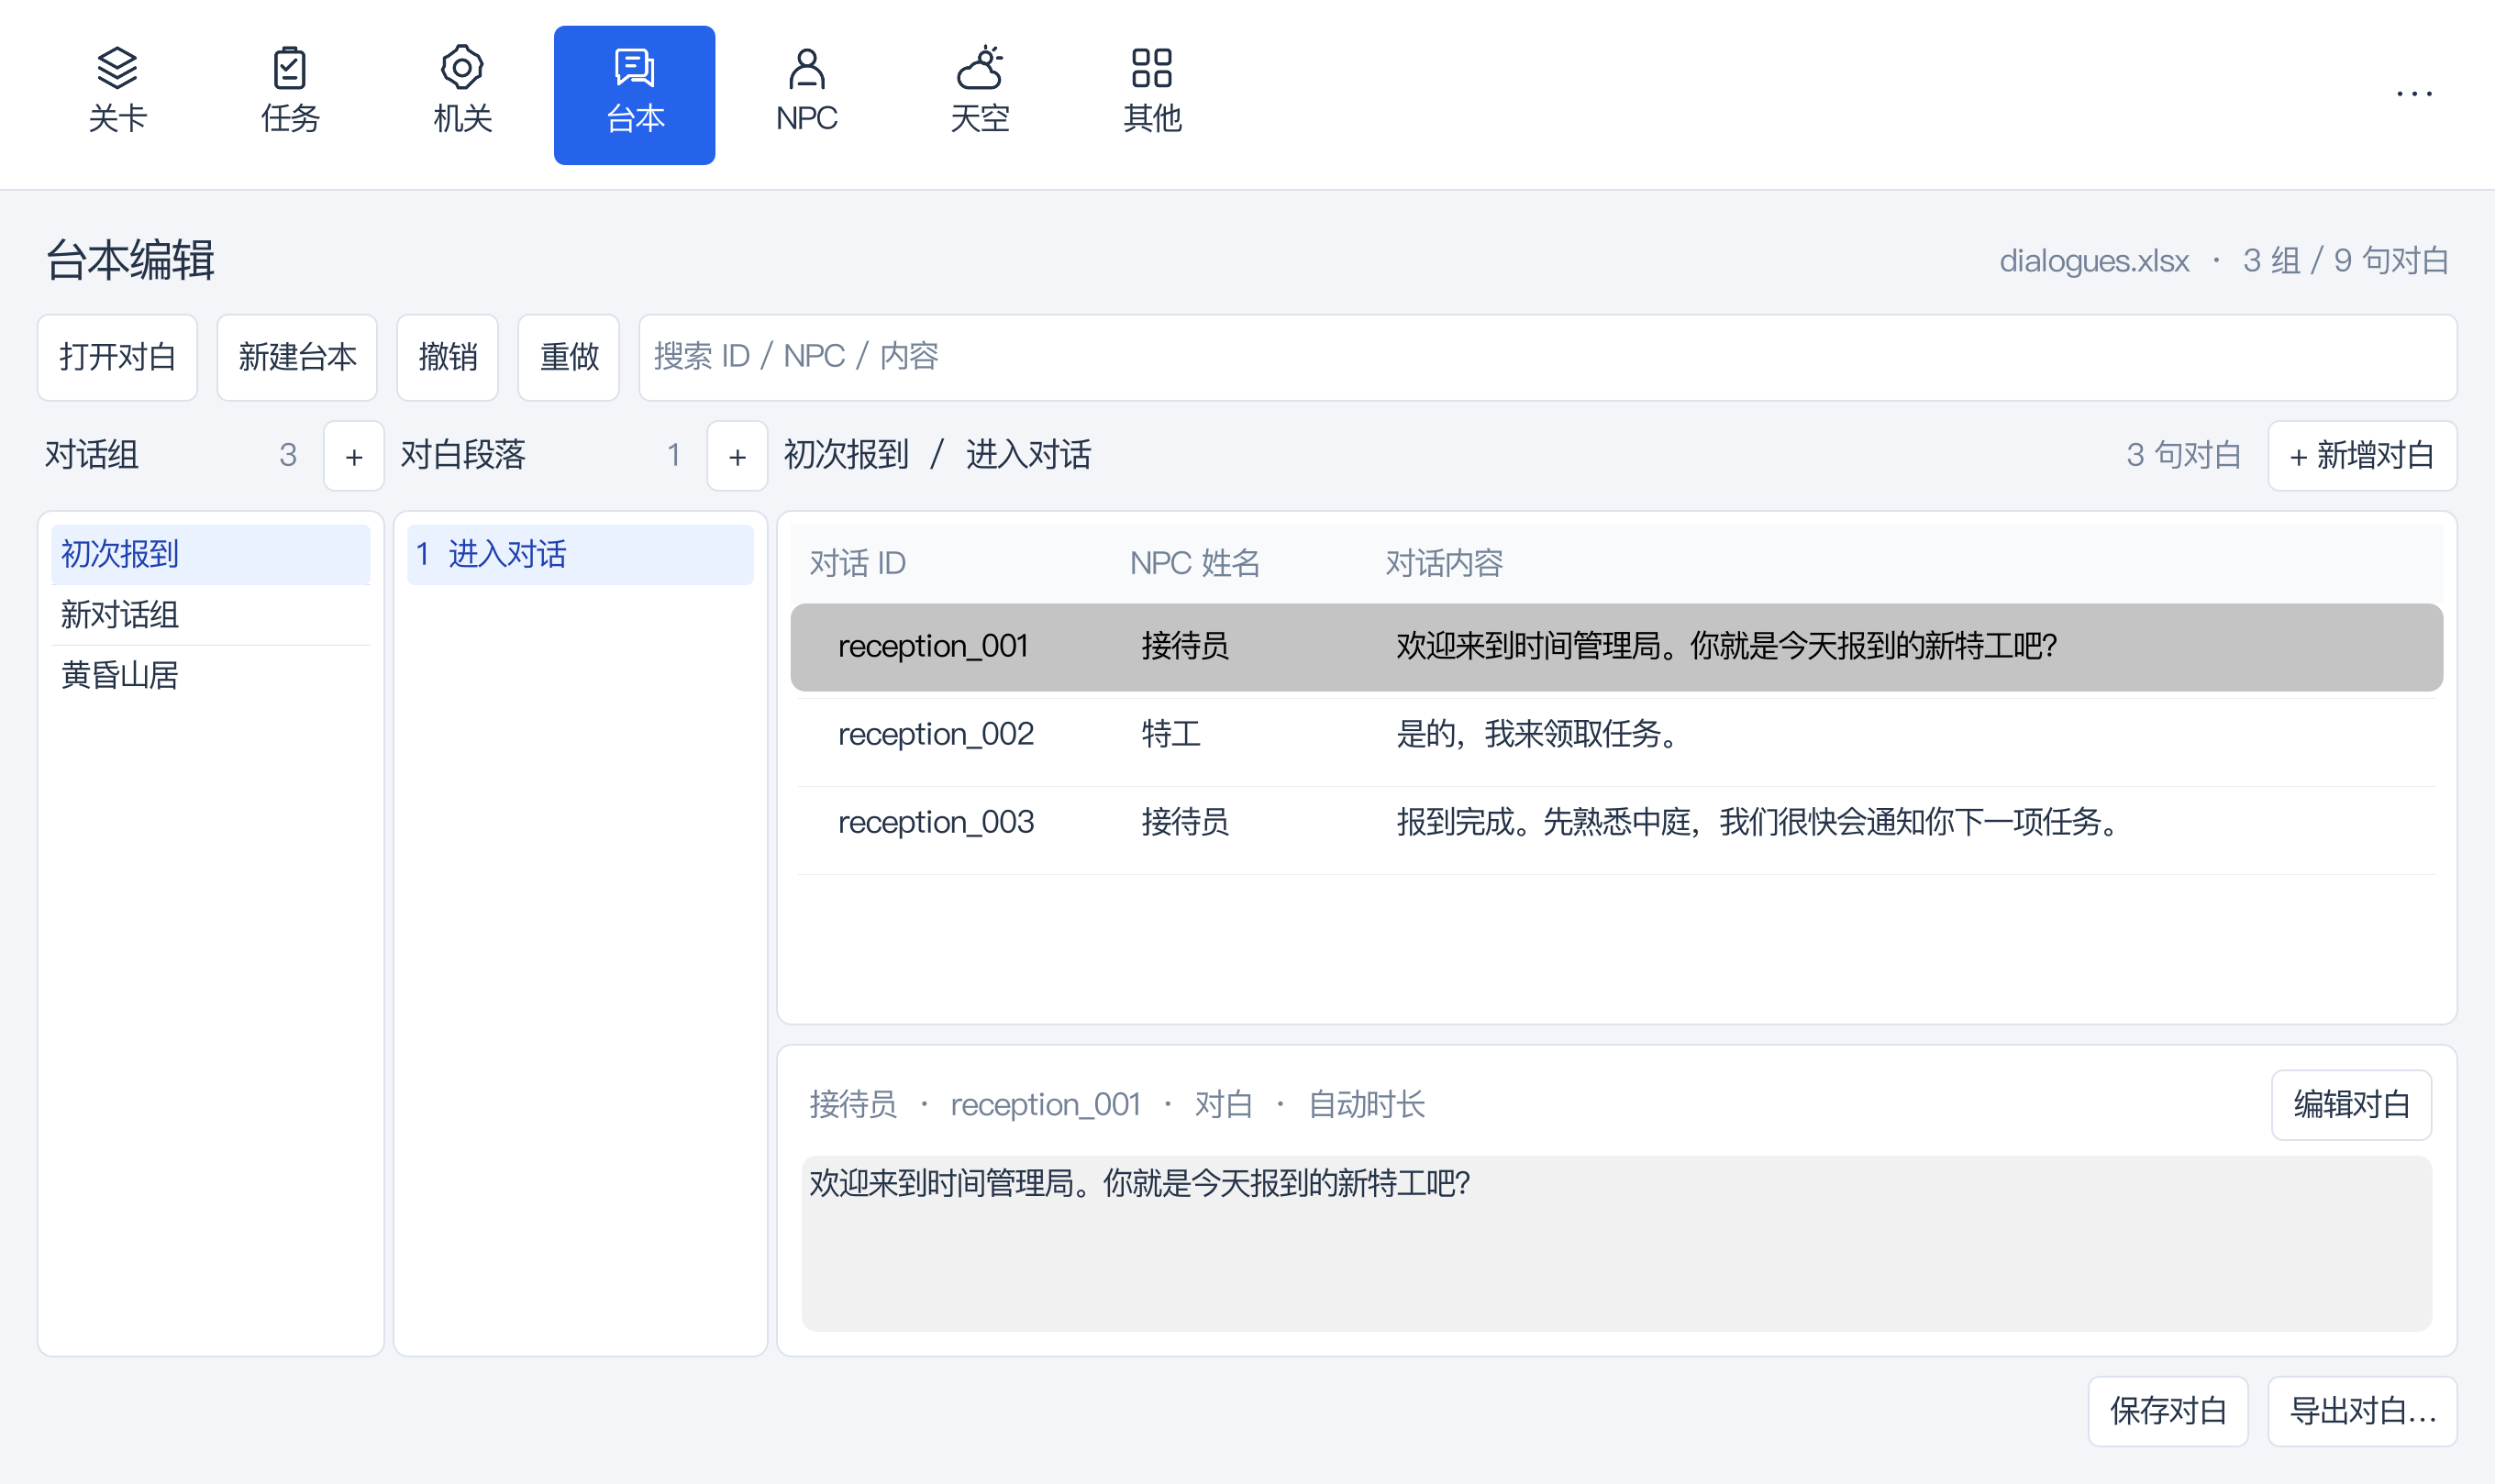 关卡 任务 机关 台本 NPC 天空 其他 ...
台本编辑 dialogues.xlsx · 3 组 / 9 句对白
打开对白 新建台本 撤销 重做 搜索 ID / NPC / 内容
对话组 3 + 对白段落 1 + 初次报到 / 进入对话 3 句对白 + 新增对白
初次报到
新对话组
黄昏山居
1 进入对话
对话 ID NPC 姓名 对话内容
reception_001 接待员 欢迎来到时间管理局。你就是今天报到的新特工吧?
reception_002 特工 是的，我来领取任务。
reception_003 接待员 报到完成。先熟悉中庭，我们很快会通知你下一项任务。
接待员 · reception_001 · 对白 · 自动时长 编辑对白
欢迎来到时间管理局。你就是今天报到的新特工吧?
保存对白 导出对白...